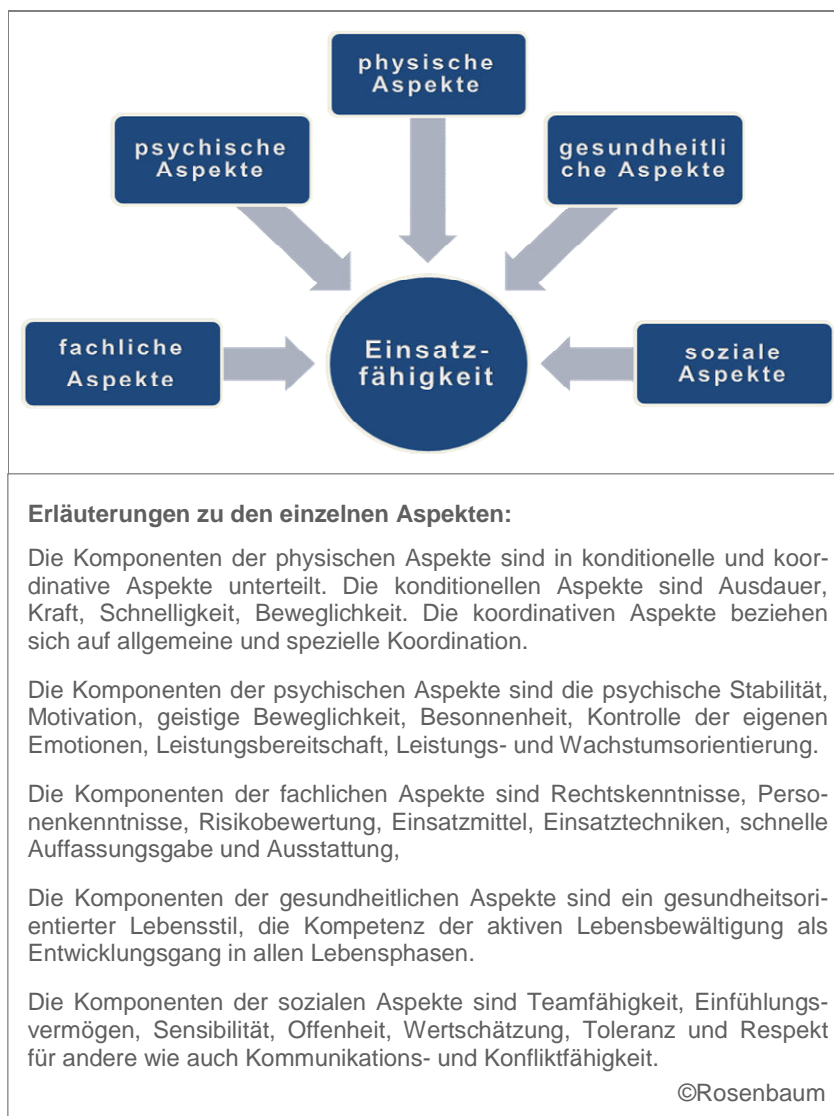 physische
Aspekte
psychische
Aspekte
gesundheitli
che Aspekte
fachliche
Aspekte
Einsatz-
fähigkeit
soziale
Aspekte
Erläuterungen zu den einzelnen Aspekten:
Die Komponenten der physischen Aspekte sind in konditionelle und koor-
dinative Aspekte unterteilt. Die konditionellen Aspekte sind Ausdauer,
Kraft, Schnelligkeit, Beweglichkeit. Die koordinativen Aspekte beziehen
sich auf allgemeine und spezielle Koordination.
Die Komponenten der psychischen Aspekte sind die psychische Stabilität,
Motivation, geistige Beweglichkeit, Besonnenheit, Kontrolle der eigenen
Emotionen, Leistungsbereitschaft, Leistungs- und Wachstumsorientierung.
Die Komponenten der fachlichen Aspekte sind Rechtskenntnisse, Perso-
nenkenntnisse, Risikobewertung, Einsatzmittel, Einsatztechniken, schnelle
Auffassungsgabe und Ausstattung,
Die Komponenten der gesundheitlichen Aspekte sind ein gesundheitsori-
entierter Lebensstil, die Kompetenz der aktiven Lebensbewältigung als
Entwicklungsgang in allen Lebensphasen.
Die Komponenten der sozialen Aspekte sind Teamfähigkeit, Einfühlungs-
vermögen, Sensibilität, Offenheit, Wertschätzung, Toleranz und Respekt
für andere wie auch Kommunikations- und Konfliktfähigkeit.
©Rosenbaum